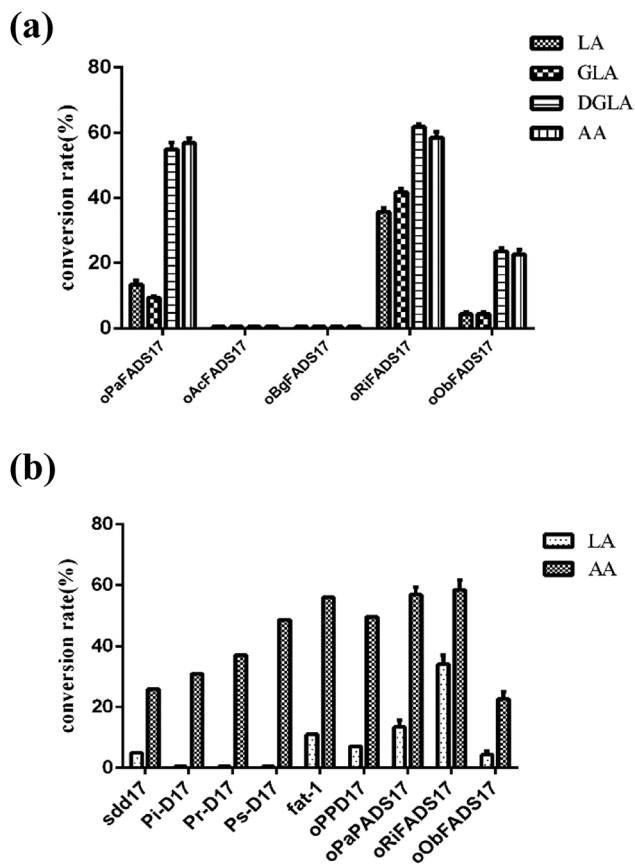 (a)
LA
GLA
DGLA
AA
conversion rate(%)
80
60
40
20
0
oPaFADS17
oAcFADS17
oBgFADS17
oRiFADS17
oObFADS17
(b)
LA
AA
conversion rate(%)
80
60
40
20
0
sdd17
Pi-D17
Pr-D17
Ps-D17
fat-1
oPPD17
oPaPADS17
oRiFADS17
oObFADS17